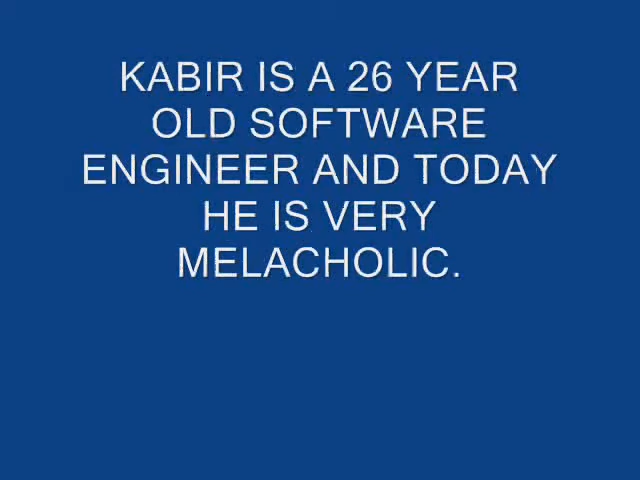 KABIR IS A 26 YEAR
OLD SOFTWARE
ENGINEER AND TODAY
HE IS VERY
MELACHOLIC.